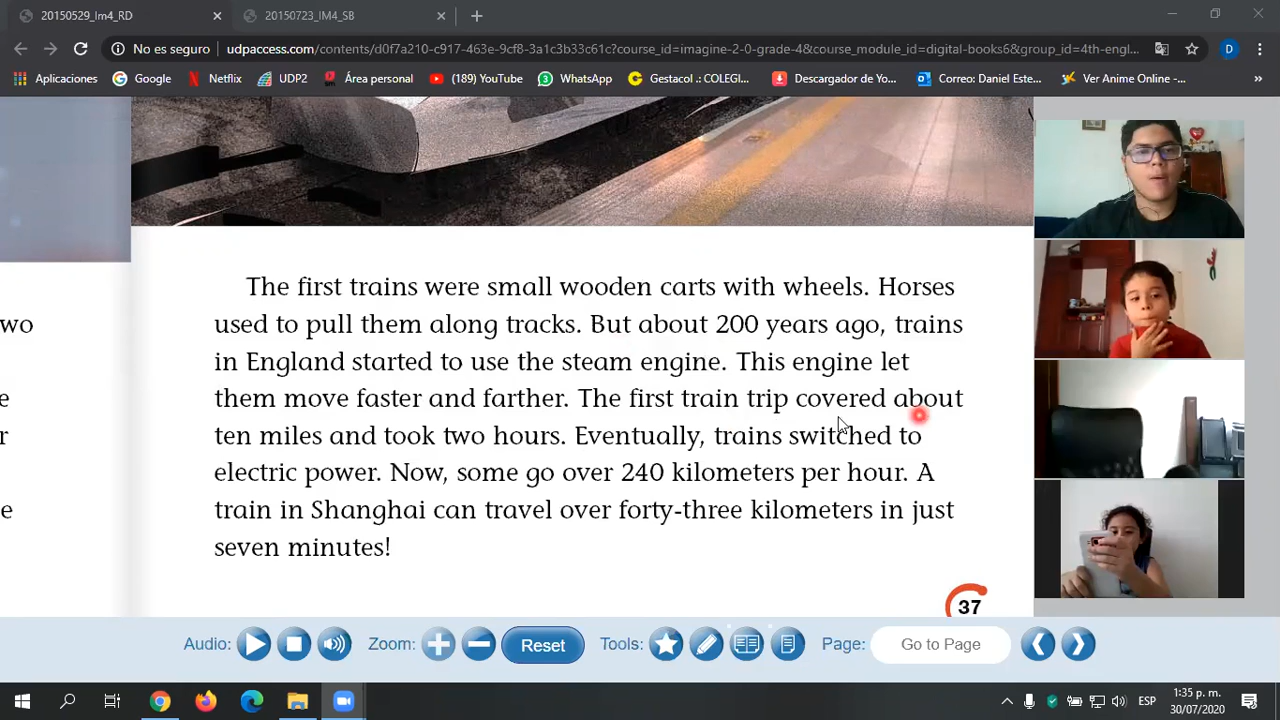 20150529_Im4_RD
20150723_IM4_SB
No es seguro
udpaccess.com/contents/d0f7a210-c917-463e-9cf8-3a1c3b33c61c?course_id=imagine-2-0-grade-4&course_module_id=digital-books6&group_id=4th-engl...
D
Aplicaciones
Google
Netflix
UDP2
Área personal
(189) YouTube
WhatsApp
Gestacol .: COLEGI...
Descargador de Yo...
Correo: Daniel Este...
Ver Anime Online -...
»
wo
e
r
e
The first trains were small wooden carts with wheels. Horses
used to pull them along tracks. But about 200 years ago, trains
in England started to use the steam engine. This engine let
them move faster and farther. The first train trip covered about
ten miles and took two hours. Eventually, trains switched to
electric power. Now, some go over 240 kilometers per hour. A
train in Shanghai can travel over forty-three kilometers in just
seven minutes!
37
Audio:
Zoom:
Reset
Tools:
Page:
Go to Page
ESP
1:35 p. m.
30/07/2020